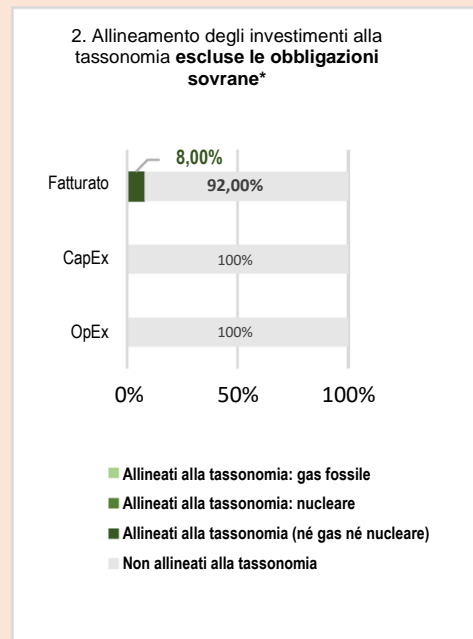 2. Allineamento degli investimenti alla
tassonomia escluse le obbligazioni
sovrane*
8,00%
Fatturato
92,00%
CapEx
100%
OpEx
100%
0%
50%
100%
Allineati alla tassonomia: gas fossile
Allineati alla tassonomia: nucleare
Allineati alla tassonomia (né gas né nucleare)
Non allineati alla tassonomia